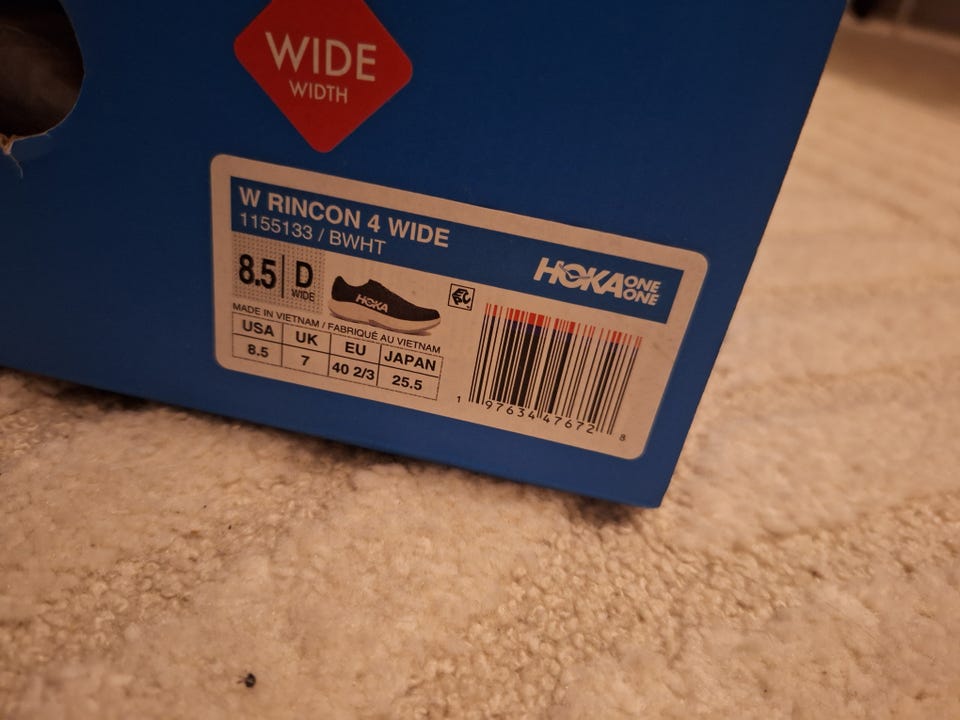 WIDE
WIDTH
W RINCON 4 WIDE
1155133 / BWHT
HOKA ONE ONE
8.5 D WIDE
HOKA
MADE IN VIETNAM / FABRIQUÉ AU VIETNAM
USA UK EU JAPAN
8.5 7 40 2/3 25.5
1 97634 47672 8